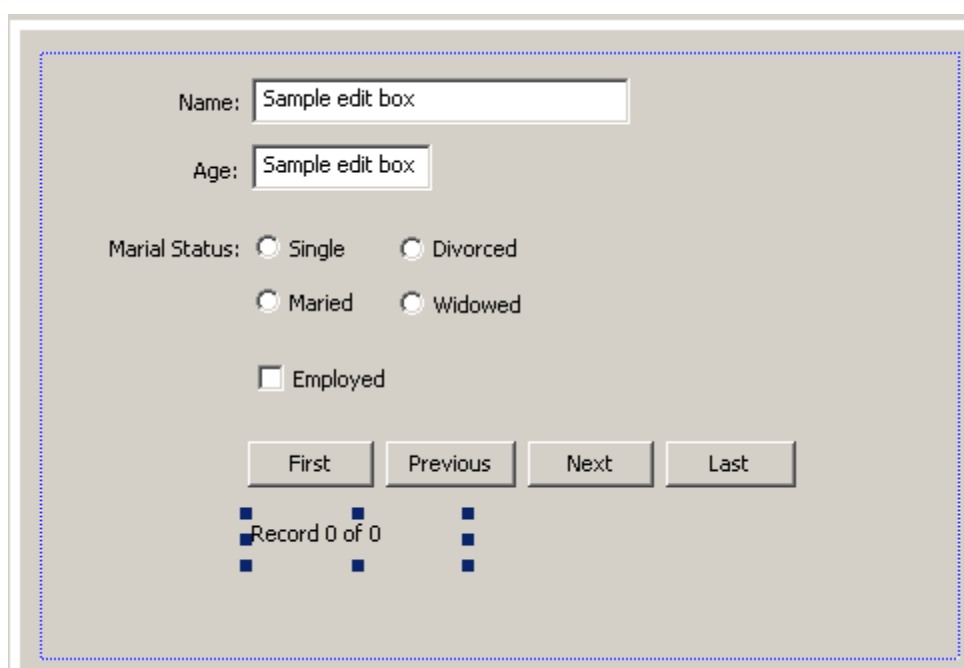 Name: Sample edit box
Age: Sample edit box
Marial Status: Single Divorced
Maried Widowed
Employed
First Previous Next Last
Record 0 of 0